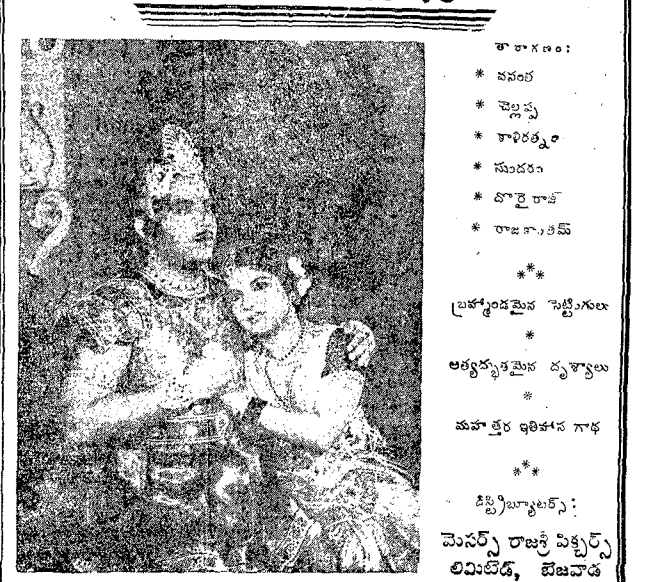 తారాగణం:
* వసంత
* చెల్లప్ప
* కాళిరత్నం
* సుందరం
* దొరై రాజ్
***
బ్రహ్మాండమైన సెట్టింగులు
*
అత్యద్భుతమైన దృశ్యాలు
*
మహత్తర ఇతిహాస గాథ
***
డిస్ట్రిబ్యూటర్స్:
మెసర్స్ రాజశ్రీ పిక్చర్స్
లిమిటెడ్, బెజవాడ